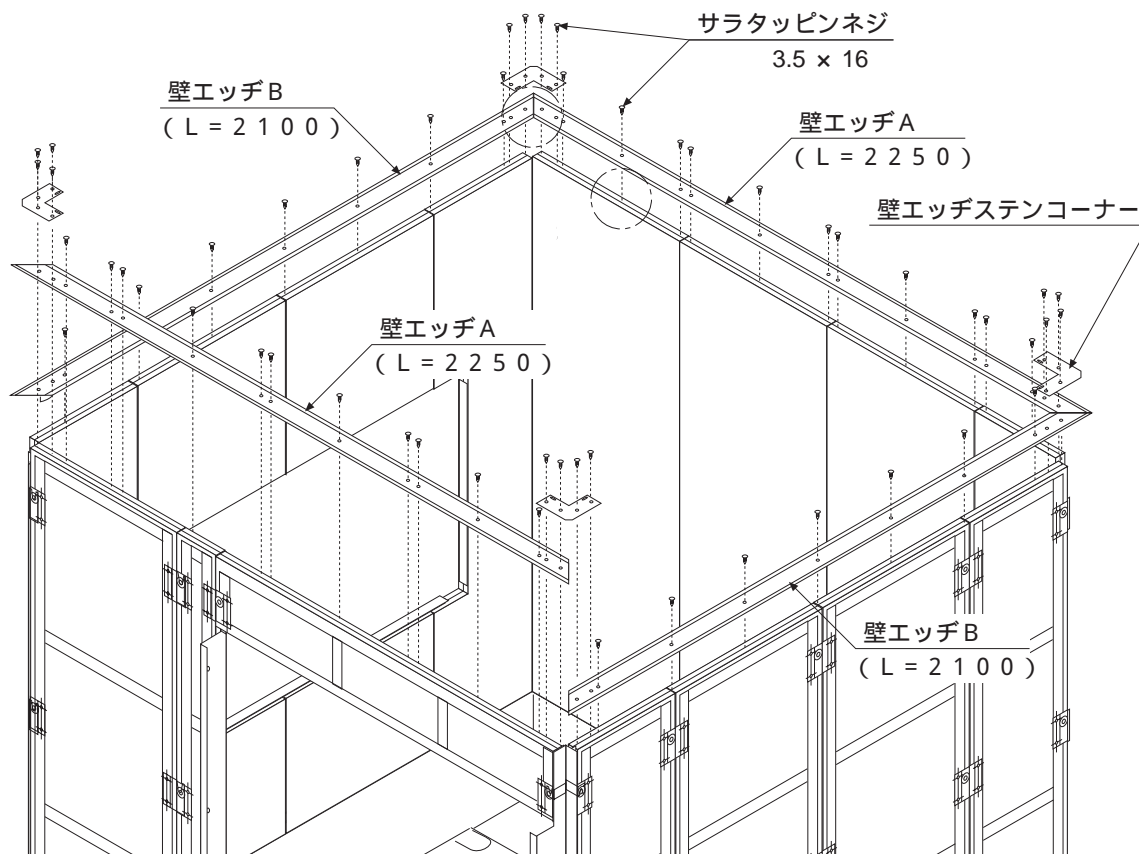 サラタッピンネジ
3.5 × 16
壁エッヂB
(L=2100)
壁エッヂA
(L=2250)
壁エッヂステンコーナー
壁エッヂA
(L=2250)
壁エッヂB
(L=2100)